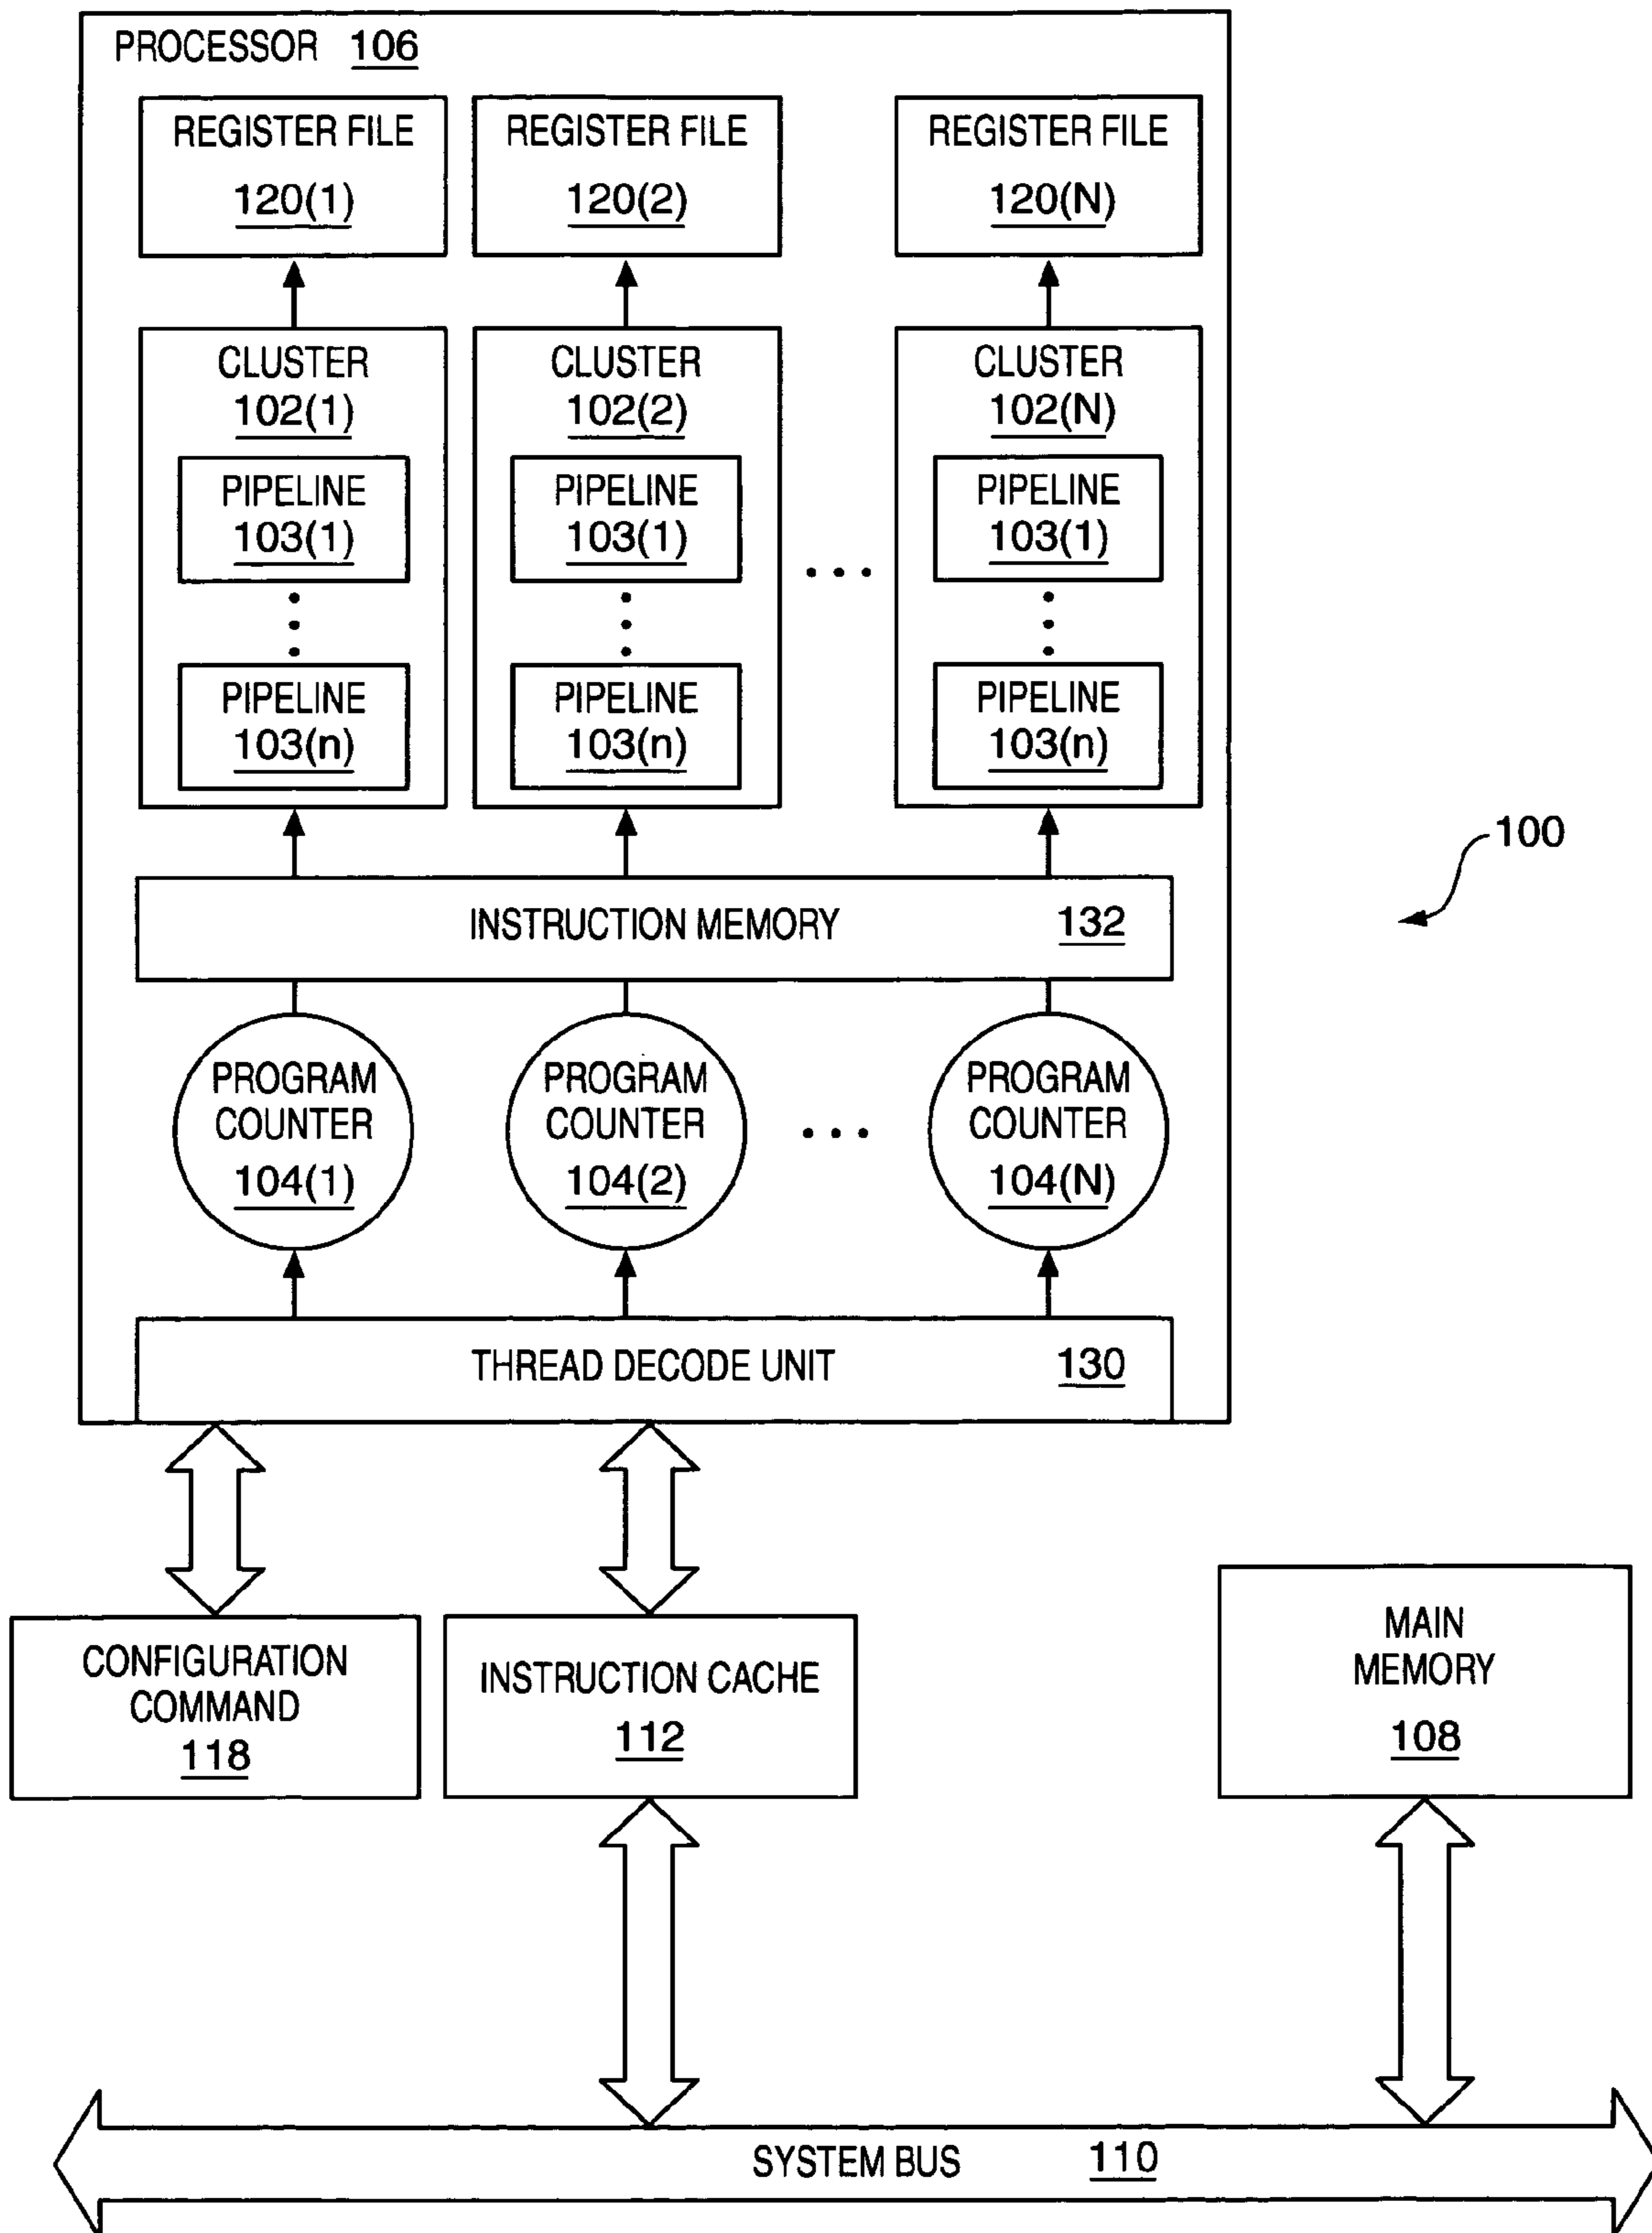 PROCESSOR 106
REGISTER FILE
120(1)
REGISTER FILE
120(2)
REGISTER FILE
120(N)
CLUSTER
102(1)
PIPELINE
103(1)
PIPELINE
103(n)
CLUSTER
102(2)
PIPELINE
103(1)
PIPELINE
103(n)
CLUSTER
102(N)
PIPELINE
103(1)
PIPELINE
103(n)
100
INSTRUCTION MEMORY 132
PROGRAM
COUNTER
104(1)
PROGRAM
COUNTER
104(2)
PROGRAM
COUNTER
104(N)
THREAD DECODE UNIT 130
CONFIGURATION
COMMAND
118
INSTRUCTION CACHE
112
MAIN
MEMORY
108
SYSTEM BUS 110